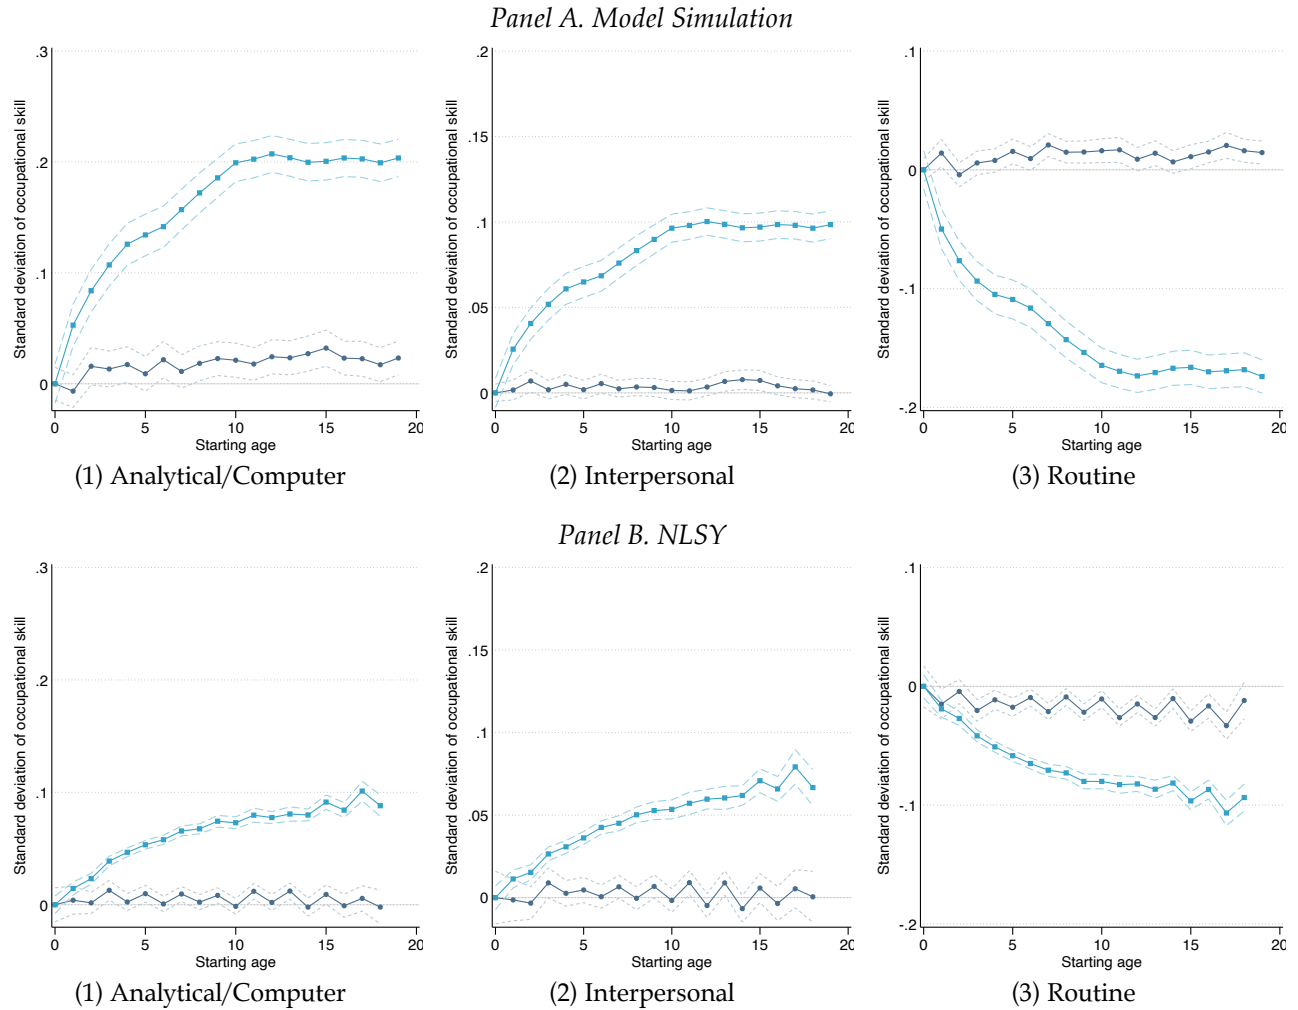 Panel A. Model Simulation
Standard deviation of occupational skill
.3
.2
.1
0
0 5 10 15 20
Starting age
(1) Analytical/Computer
Standard deviation of occupational skill
.2
.15
.1
.05
0
0 5 10 15 20
Starting age
(2) Interpersonal
Standard deviation of occupational skill
.1
0
-.1
-.2
0 5 10 15 20
Starting age
(3) Routine
Panel B. NLSY
Standard deviation of occupational skill
.3
.2
.1
0
0 5 10 15 20
Starting age
(1) Analytical/Computer
Standard deviation of occupational skill
.2
.15
.1
.05
0
0 5 10 15 20
Starting age
(2) Interpersonal
Standard deviation of occupational skill
.1
0
-.1
-.2
0 5 10 15 20
Starting age
(3) Routine